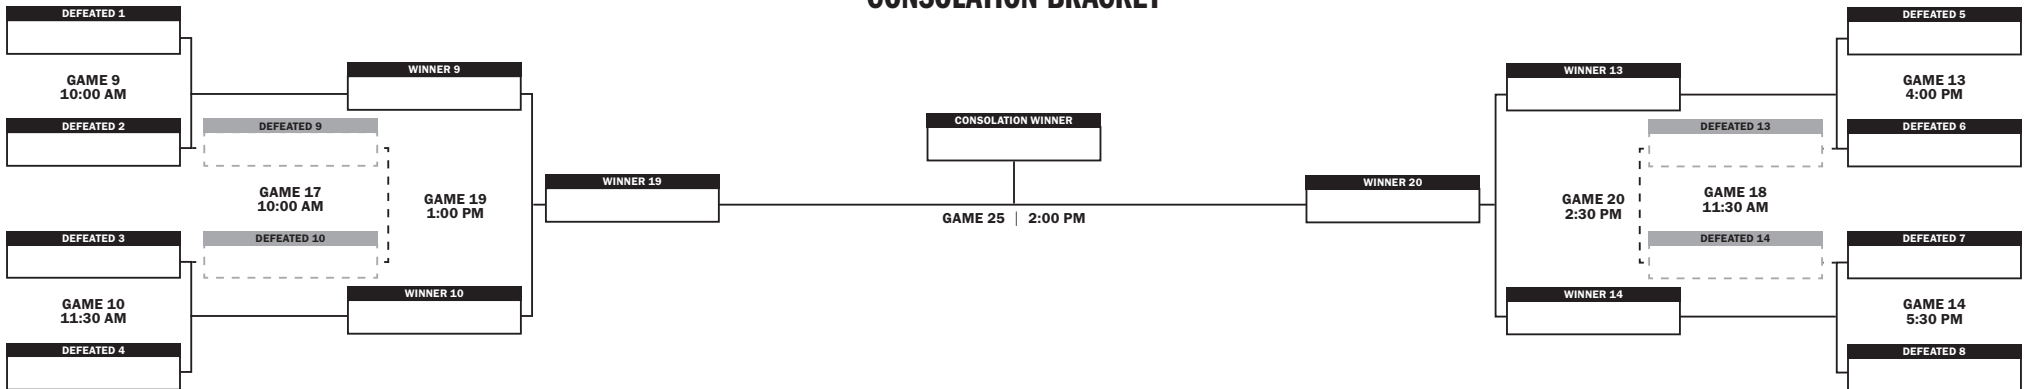 CONSOLATION BRACKET
DEFEATED 1
GAME 9
10:00 AM
DEFEATED 2
DEFEATED 3
GAME 10
11:30 AM
DEFEATED 4
DEFEATED 9
GAME 17
10:00 AM
DEFEATED 10
WINNER 9
GAME 19
1:00 PM
WINNER 10
WINNER 19
CONSOLATION WINNER
GAME 25 | 2:00 PM
WINNER 20
WINNER 13
GAME 20
2:30 PM
WINNER 14
DEFEATED 13
GAME 18
11:30 AM
DEFEATED 14
DEFEATED 5
GAME 13
4:00 PM
DEFEATED 6
DEFEATED 7
GAME 14
5:30 PM
DEFEATED 8